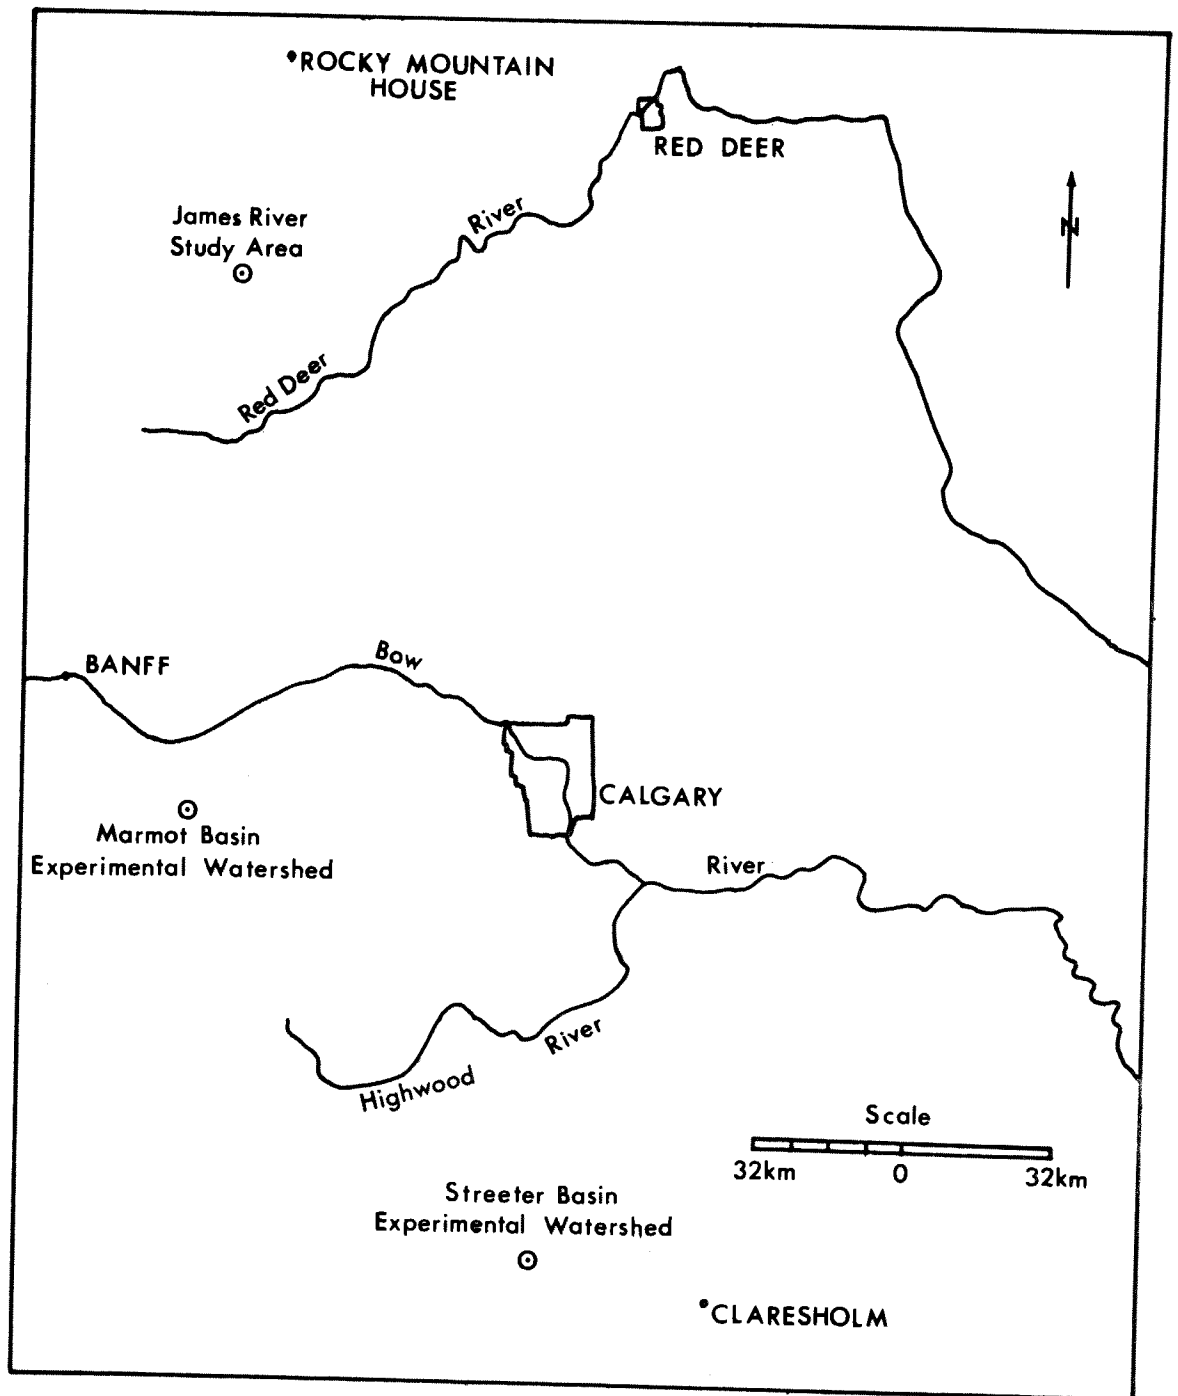 ROCKY MOUNTAIN
HOUSE
RED DEER
James River
Study Area
River
N
Red Deer
BANFF
Bow
CALGARY
Marmot Basin
Experimental Watershed
River
River
Highwood
Scale
32km 0 32km
Streeter Basin
Experimental Watershed
CLARESHOLM